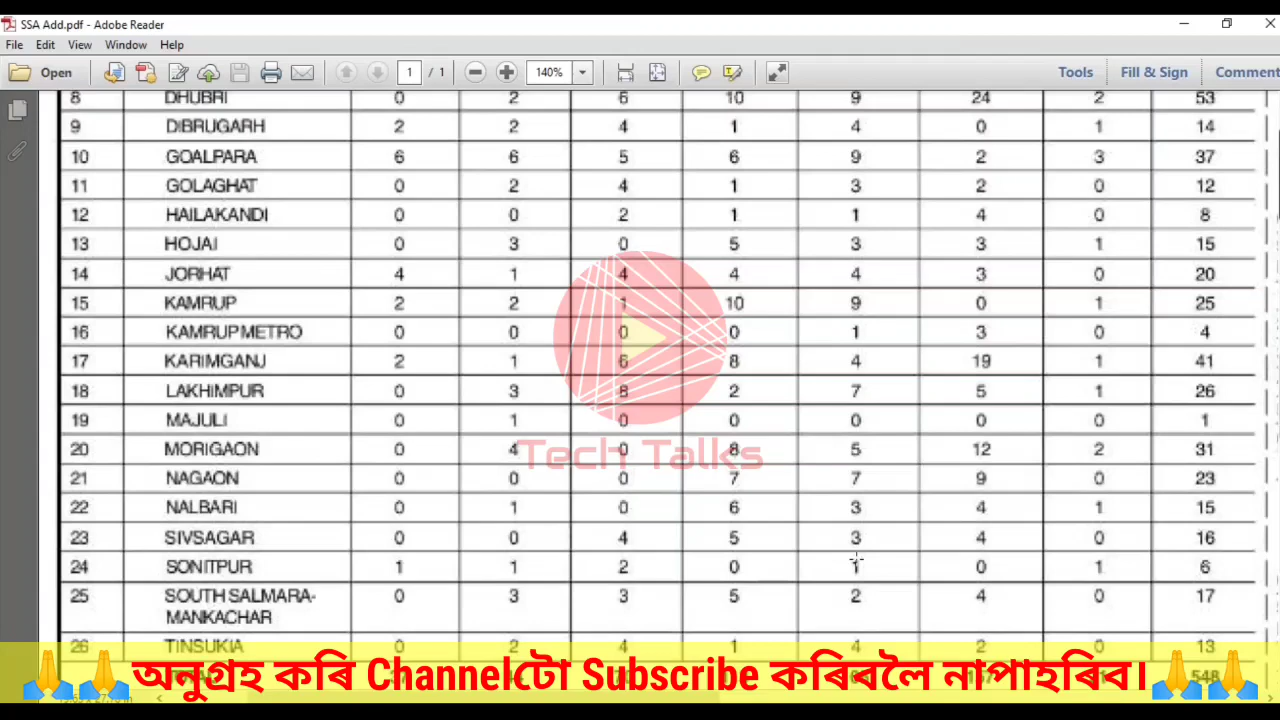 SSA Add.pdf - Adobe Reader
File Edit View Window Help
Open 1 / 1 140% Tools Fill & Sign Comment
8 DHUBRI 0 2 6 10 9 24 2 53
9 DIBRUGARH 2 2 4 1 4 0 1 14
10 GOALPARA 6 6 5 6 9 2 3 37
11 GOLAGHAT 0 2 4 1 3 2 0 12
12 HAILAKANDI 0 0 2 1 1 4 0 8
13 HOJAI 0 3 0 5 3 3 1 15
14 JORHAT 4 1 4 4 4 3 0 20
15 KAMRUP 2 2 1 10 9 0 1 25
16 KAMRUP METRO 0 0 0 0 1 3 0 4
17 KARIMGANJ 2 1 6 8 4 19 1 41
18 LAKHIMPUR 0 3 8 2 7 5 1 26
19 MAJULI 0 1 0 0 0 0 0 1
20 MORIGAON 0 4 0 8 5 12 2 31
Tech Talks
21 NAGAON 0 0 0 7 7 9 0 23
22 NALBARI 0 1 0 6 3 4 1 15
23 SIVSAGAR 0 0 4 5 3 4 0 16
24 SONITPUR 1 1 2 0 1 0 1 6
25 SOUTH SALMARA- 0 3 3 5 2 4 0 17
MANKACHAR
26 TINSUKIA 0 2 4 1 4 2 0 13
548
অনুগ্ৰহ কৰি Channelটো Subscribe কৰিবলৈ নাপাহৰিব।